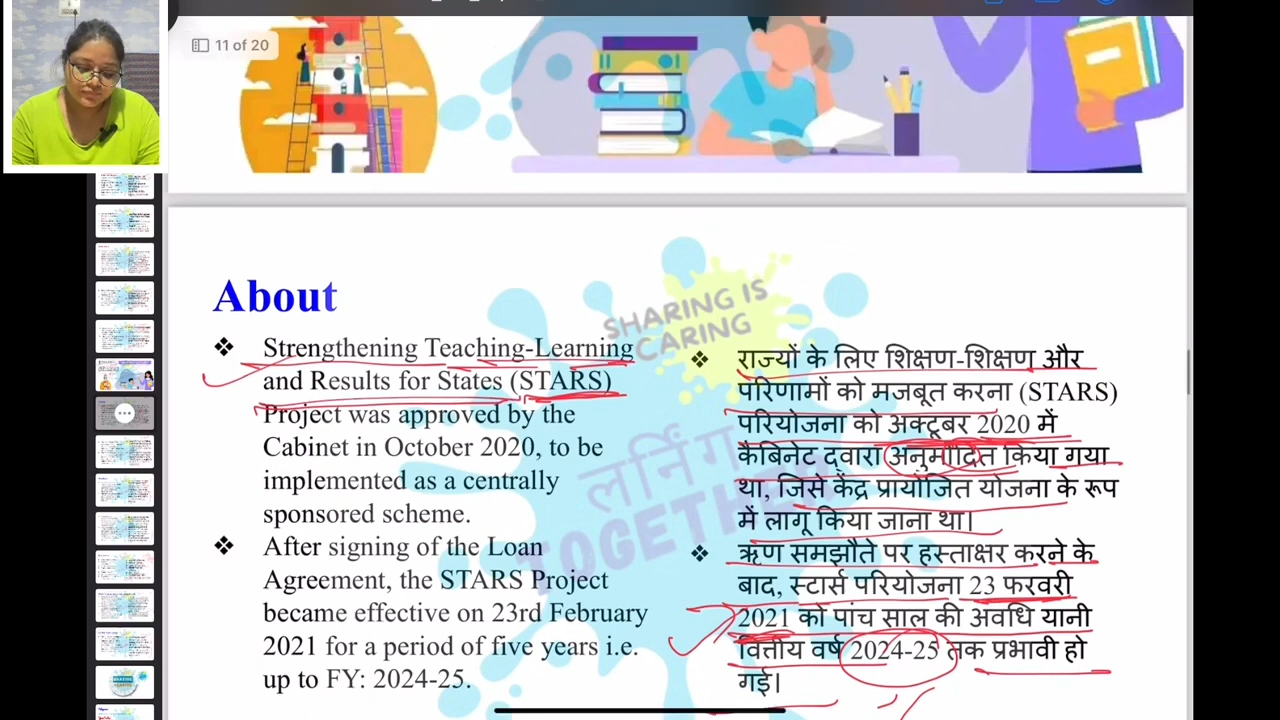 11 of 20
SHARING IS
CARING
About
❖ Strengthening Teaching-Learning
and Results for States (STARS)
Project was approved by the
Cabinet in October 2020, to be
implemented as a centrally
sponsored scheme.
❖ After signing of the Loan
Agreement, the STARS Project
became effective on 23rd February
2021 for a period of five years i.e.
up to FY: 2024-25.
❖ राज्यों के लिए शिक्षण-शिक्षण और
परिणामों को मजबूत करना (STARS)
परियोजना को अक्टूबर 2020 में
कैबिनेट द्वारा अनुमोदित किया गया
था, जिसे केंद्र प्रायोजित योजना के रूप
में लागू किया जाना था।
❖ ऋण समझौते पर हस्ताक्षर करने के
बाद, स्टार्स परियोजना 23 फरवरी
2021 को पांच साल की अवधि यानी
वित्तीय वर्ष 2024-25 तक प्रभावी हो
गई।
लर्निंग
TOGETHER